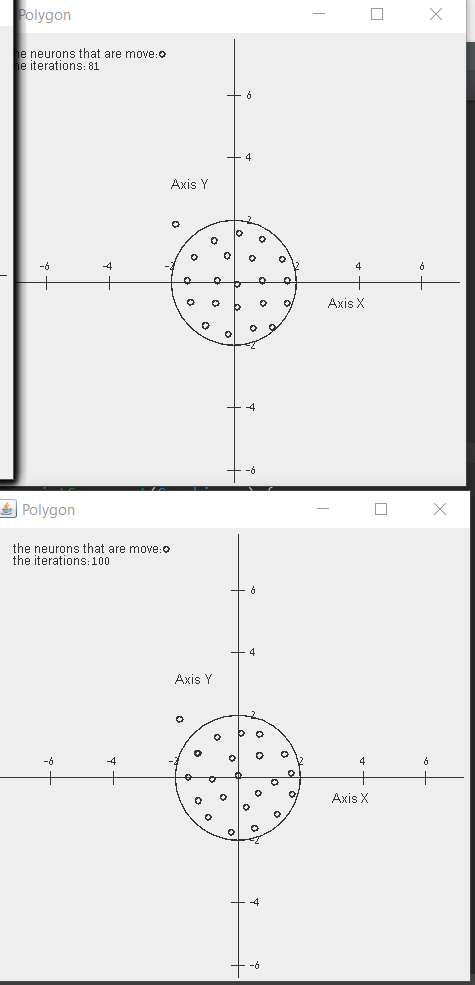 Polygon
he neurons that are move:
he iterations: 81
6
4
Axis Y
2
-6
-4
-2
2
4
6
Axis X
-2
-4
-6
Polygon
the neurons that are move:
the iterations: 100
6
4
Axis Y
2
-6
-4
-2
2
4
6
Axis X
-2
-4
-6